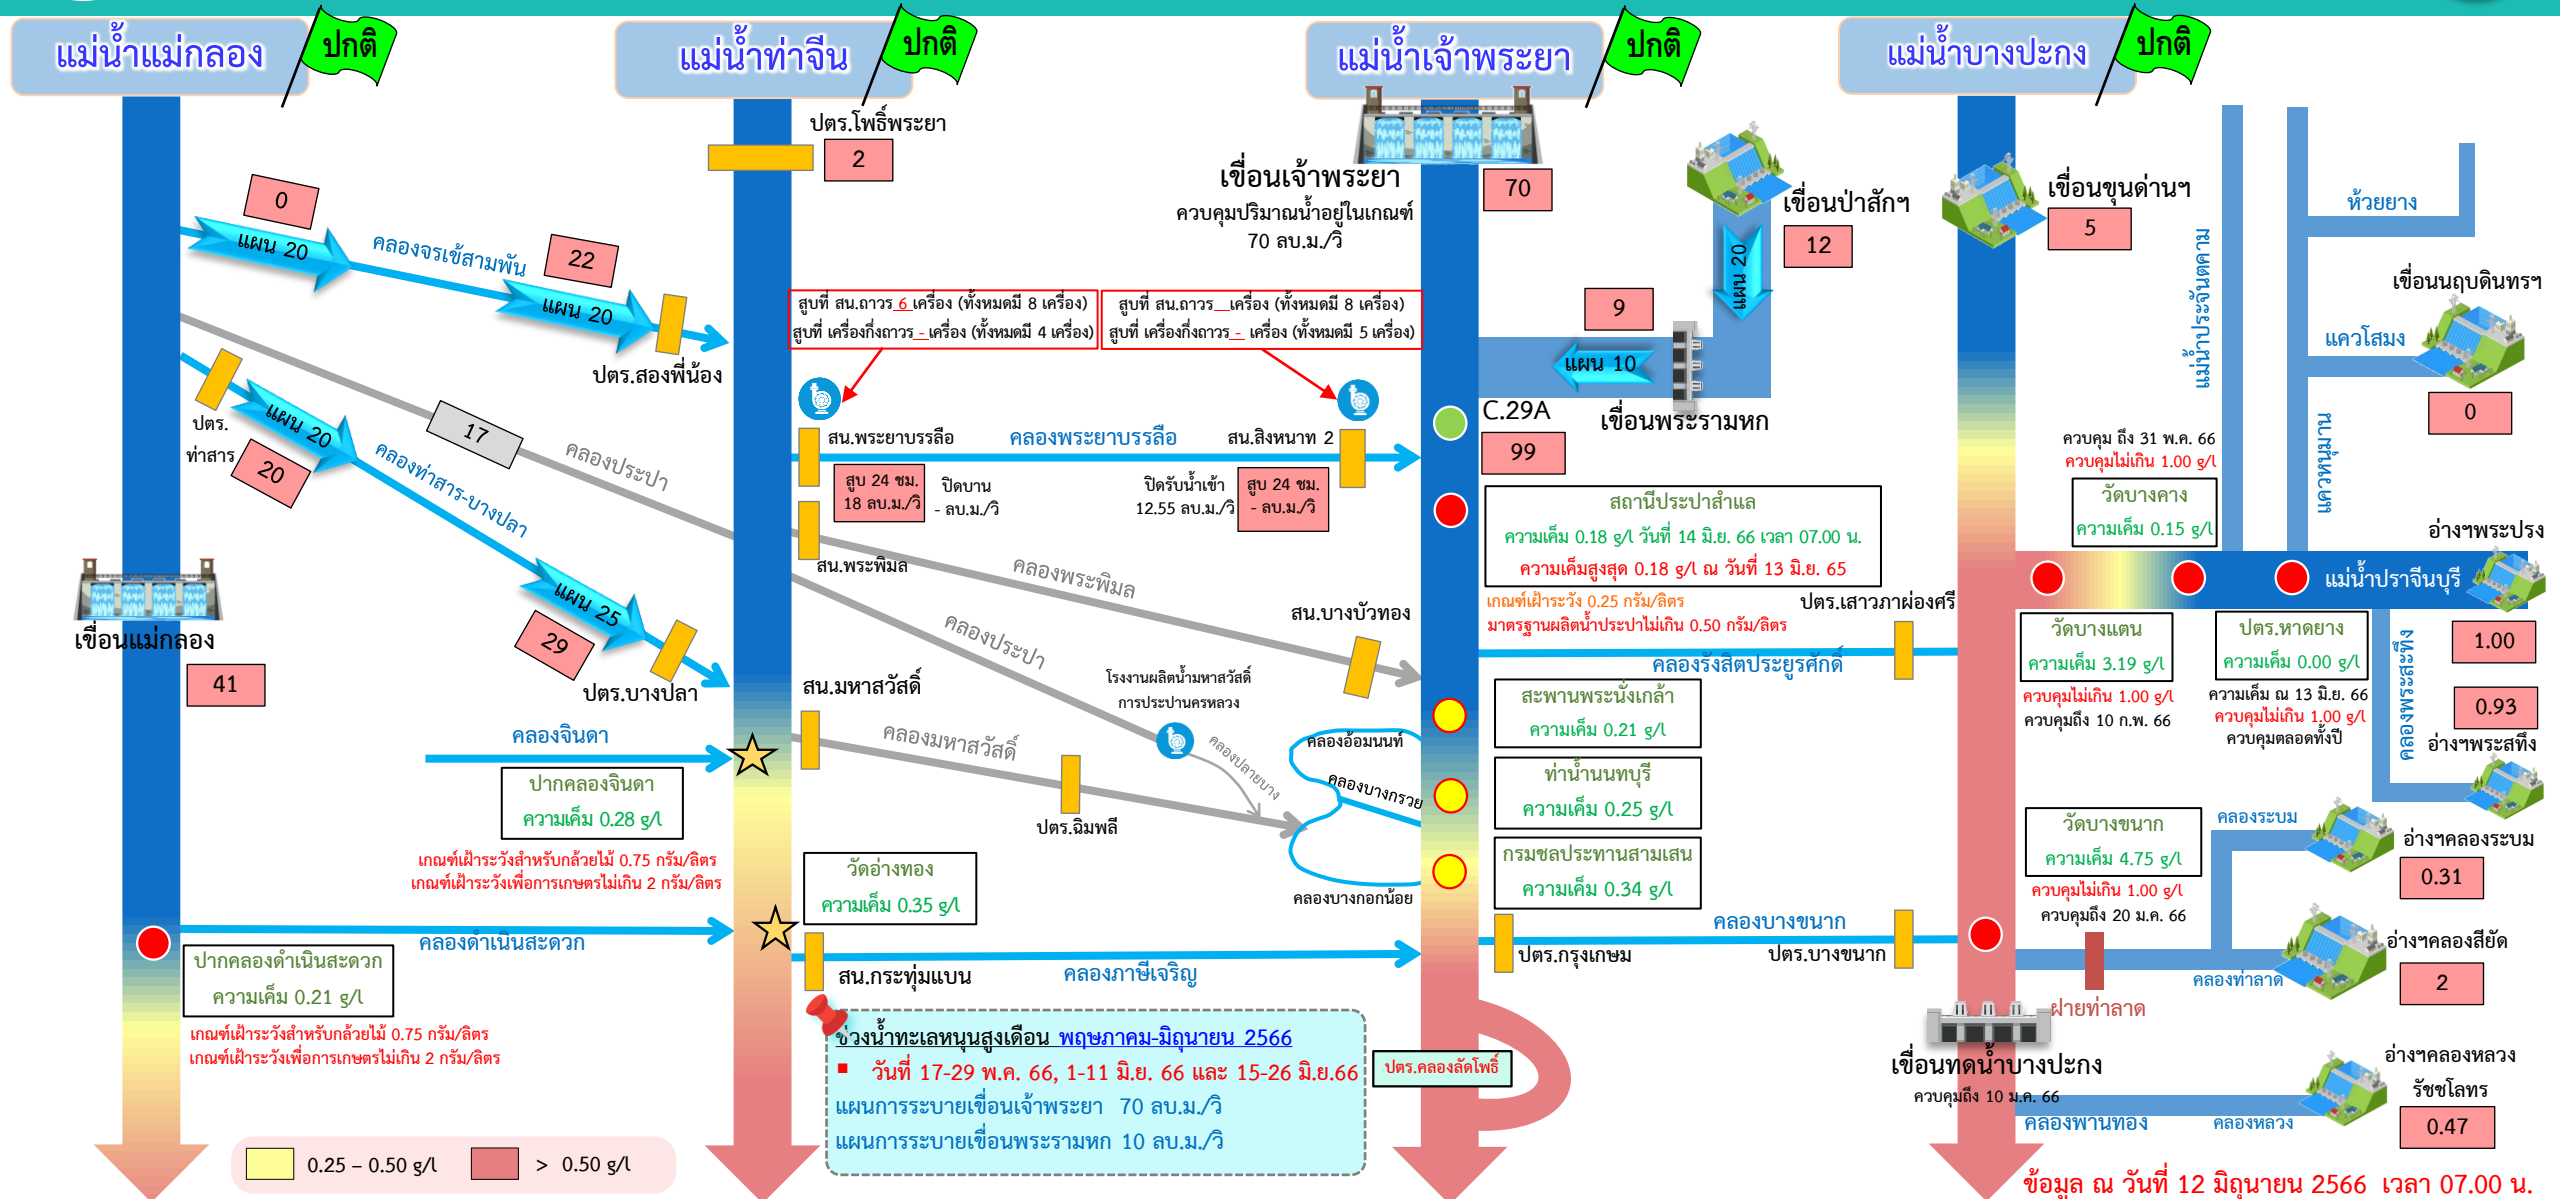 แม่น้ำแม่กลอง
ปกติ
แม่น้ำท่าจีน
ปกติ
แม่น้ำเจ้าพระยา
ปกติ
แม่น้ำบางปะกง
ปกติ
0
แผน 20
คลองจรเข้สามพัน
22
แผน 20
ปตร.สองพี่น้อง
ปตร.
ท่าสาร
แผน 20
20
17
คลองประปา
คลองท่าสาร-บางปลา
แผน 25
29
ปตร.บางปลา
เขื่อนแม่กลอง
41
คลองจินดา
ปากคลองจินดา
ความเค็ม 0.28 g/l
เกณฑ์เฝ้าระวังสำหรับกล้วยไม้ 0.75 กรัม/ลิตร
เกณฑ์เฝ้าระวังเพื่อการเกษตรไม่เกิน 2 กรัม/ลิตร
คลองดำเนินสะดวก
ปากคลองดำเนินสะดวก
ความเค็ม 0.21 g/l
เกณฑ์เฝ้าระวังสำหรับกล้วยไม้ 0.75 กรัม/ลิตร
เกณฑ์เฝ้าระวังเพื่อการเกษตรไม่เกิน 2 กรัม/ลิตร
0.25 – 0.50 g/l
> 0.50 g/l
ปตร.โพธิ์พระยา
2
สูบที่ สน.ถาวร 6 เครื่อง (ทั้งหมดมี 8 เครื่อง)
สูบที่ เครื่องกึ่งถาวร - เครื่อง (ทั้งหมดมี 4 เครื่อง)
สูบที่ สน.ถาวร เครื่อง (ทั้งหมดมี 8 เครื่อง)
สูบที่ เครื่องกึ่งถาวร - เครื่อง (ทั้งหมดมี 5 เครื่อง)
สน.พระยาบรรลือ
คลองพระยาบรรลือ
สน.สิงหนาท 2
สูบ 24 ชม.
18 ลบ.ม./วิ
ปิดบาน
- ลบ.ม./วิ
ปิดรับน้ำเข้า
12.55 ลบ.ม./วิ
สูบ 24 ชม.
- ลบ.ม./วิ
สน.พระพิมล
คลองพระพิมล
สน.บางบัวทอง
คลองประปา
สน.มหาสวัสดิ์
โรงงานผลิตน้ำมหาสวัสดิ์
การประปานครหลวง
คลองมหาสวัสดิ์
คลองปลายบาง
ปตร.ฉิมพลี
คลองอ้อมนนท์
คลองบางกรวย
คลองบางกอกน้อย
วัดอ่างทอง
ความเค็ม 0.35 g/l
สน.กระทุ่มแบน
คลองภาษีเจริญ
ช่วงน้ำทะเลหนุนสูงเดือน พฤษภาคม-มิถุนายน 2566
วันที่ 17-29 พ.ค. 66, 1-11 มิ.ย. 66 และ 15-26 มิ.ย.66
แผนการระบายเขื่อนเจ้าพระยา 70 ลบ.ม./วิ
แผนการระบายเขื่อนพระรามหก 10 ลบ.ม./วิ
ปตร.คลองลัดโพธิ์
เขื่อนเจ้าพระยา
ควบคุมปริมาณน้ำอยู่ในเกณฑ์
70 ลบ.ม./วิ
70
เขื่อนป่าสักฯ
12
แผน 20
9
แผน 10
เขื่อนพระรามหก
C.29A
99
สถานีประปาสำแล
ความเค็ม 0.18 g/l วันที่ 14 มิ.ย. 66 เวลา 07.00 น.
ความเค็มสูงสุด 0.18 g/l ณ วันที่ 13 มิ.ย. 65
เกณฑ์เฝ้าระวัง 0.25 กรัม/ลิตร
มาตรฐานผลิตน้ำประปาไม่เกิน 0.50 กรัม/ลิตร
ปตร.เสาวภาผ่องศรี
คลองรังสิตประยูรศักดิ์
สะพานพระนั่งเกล้า
ความเค็ม 0.21 g/l
ท่าน้ำนนทบุรี
ความเค็ม 0.25 g/l
กรมชลประทานสามเสน
ความเค็ม 0.34 g/l
คลองบางขนาก
ปตร.กรุงเกษม
ปตร.บางขนาก
เขื่อนขุนด่านฯ
5
แม่น้ำประจันตคาม
ห้วยยาง
เขื่อนนฤบดินทรฯ
แควโสมง
0
แควหนุมาน
ควบคุม ถึง 31 พ.ค. 66
ควบคุมไม่เกิน 1.00 g/l
วัดบางคาง
ความเค็ม 0.15 g/l
อ่างฯพระปรง
แม่น้ำปราจีนบุรี
1.00
วัดบางแตน
ความเค็ม 3.19 g/l
ควบคุมไม่เกิน 1.00 g/l
ควบคุมถึง 10 ก.พ. 66
ปตร.หาดยาง
ความเค็ม 0.00 g/l
ความเค็ม ณ 13 มิ.ย. 66
ควบคุมไม่เกิน 1.00 g/l
ควบคุมตลอดทั้งปี
คลองพระสะทึง
0.93
อ่างฯพระสทึง
วัดบางขนาก
ความเค็ม 4.75 g/l
ควบคุมไม่เกิน 1.00 g/l
ควบคุมถึง 20 ม.ค. 66
คลองระบม
อ่างฯคลองระบม
0.31
อ่างฯคลองสียัด
2
คลองท่าลาด
ฝายท่าลาด
เขื่อนทดน้ำบางปะกง
ควบคุมถึง 10 ม.ค. 66
อ่างฯคลองหลวง
รัชชโลทร
0.47
คลองพานทอง
คลองหลวง
ข้อมูล ณ วันที่ 12 มิถุนายน 2566 เวลา 07.00 น.